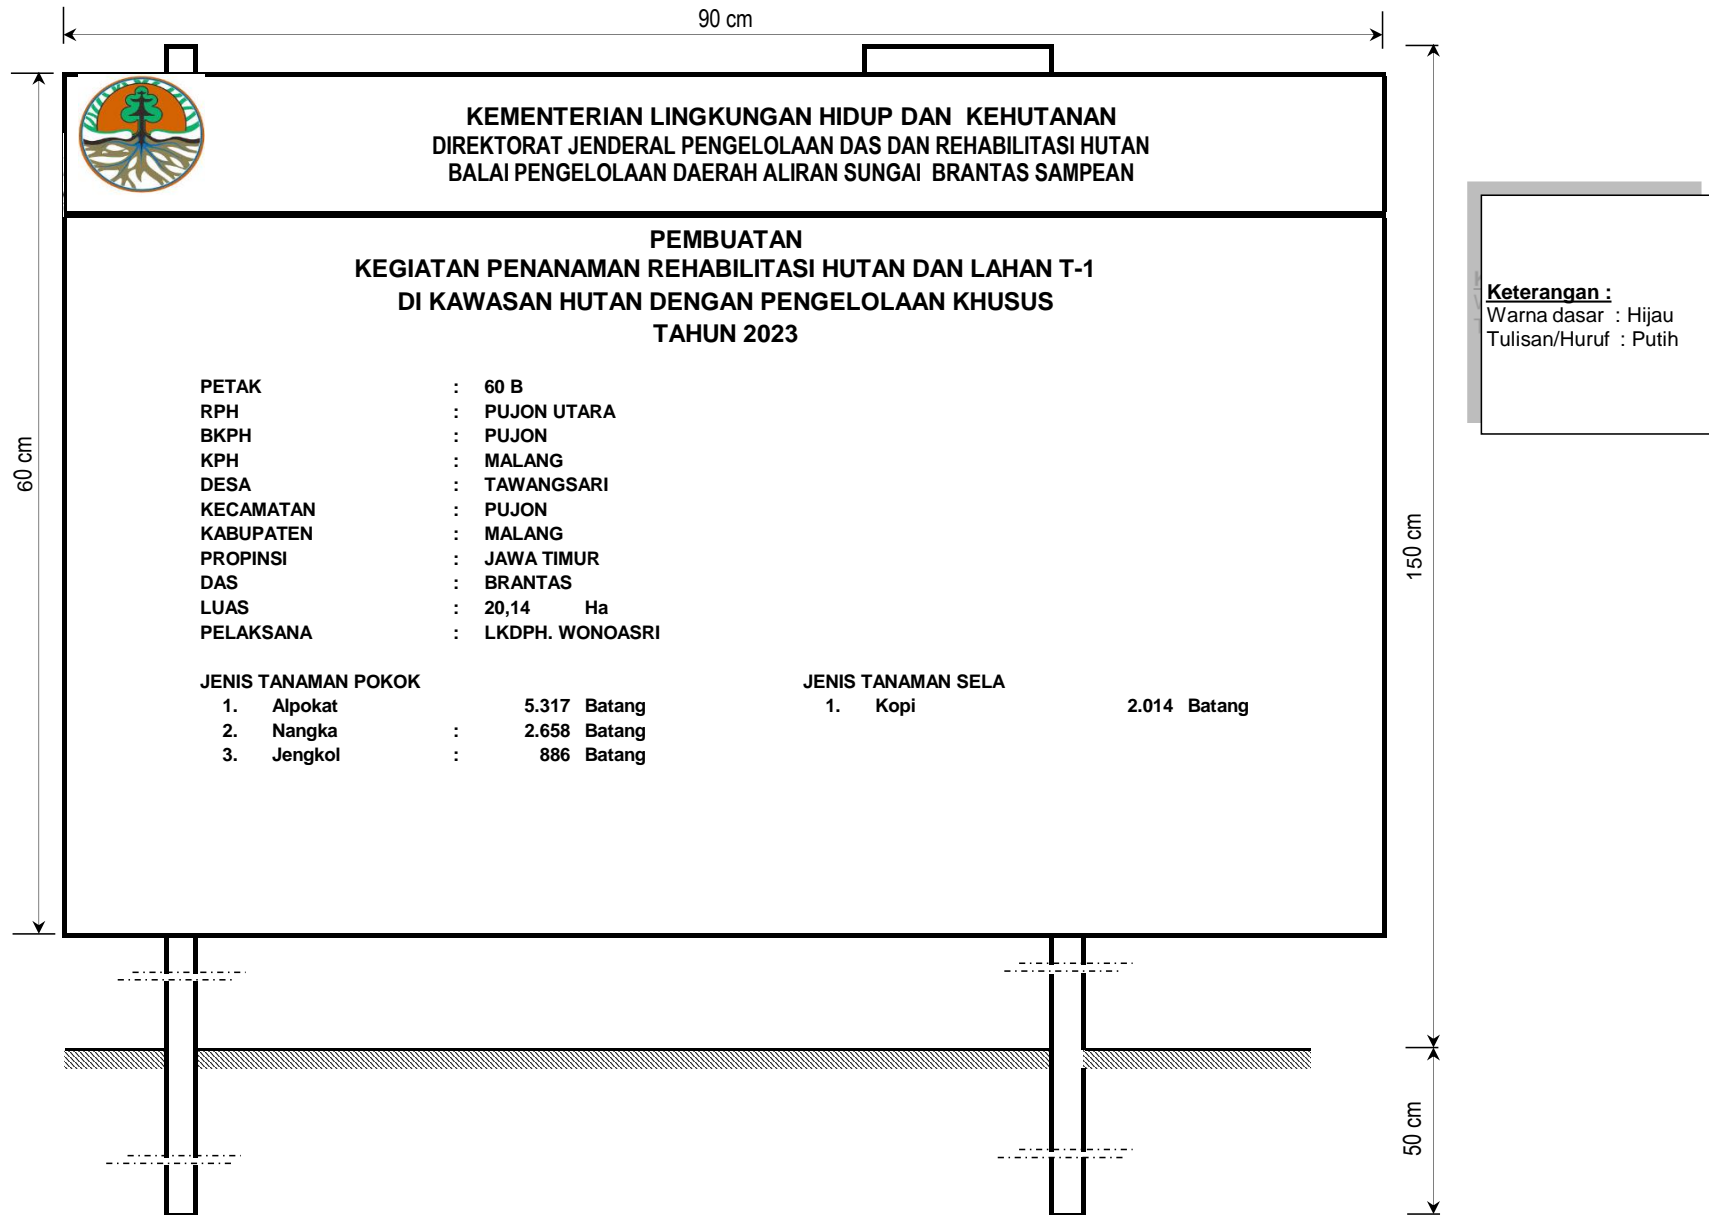 90 cm
KEMENTERIAN LINGKUNGAN HIDUP DAN KEHUTANAN
DIREKTORAT JENDERAL PENGELOLAAN DAS DAN REHABILITASI HUTAN
BALAI PENGELOLAAN DAERAH ALIRAN SUNGAI BRANTAS SAMPEAN
PEMBUATAN
KEGIATAN PENANAMAN REHABILITASI HUTAN DAN LAHAN T-1
DI KAWASAN HUTAN DENGAN PENGELOLAAN KHUSUS
TAHUN 2023
Keterangan :
Warna dasar : Hijau
Tulisan/Huruf : Putih
PETAK : 60 B
RPH : PUJON UTARA
BKPH : PUJON
KPH : MALANG
DESA : TAWANGSARI
KECAMATAN : PUJON
KABUPATEN : MALANG
PROPINSI : JAWA TIMUR
DAS : BRANTAS
LUAS : 20,14 Ha
PELAKSANA : LKDPH. WONOASRI
60 cm
150 cm
JENIS TANAMAN POKOK
1. Alpokat 5.317 Batang
2. Nangka : 2.658 Batang
3. Jengkol : 886 Batang
JENIS TANAMAN SELA
1. Kopi 2.014 Batang
50 cm